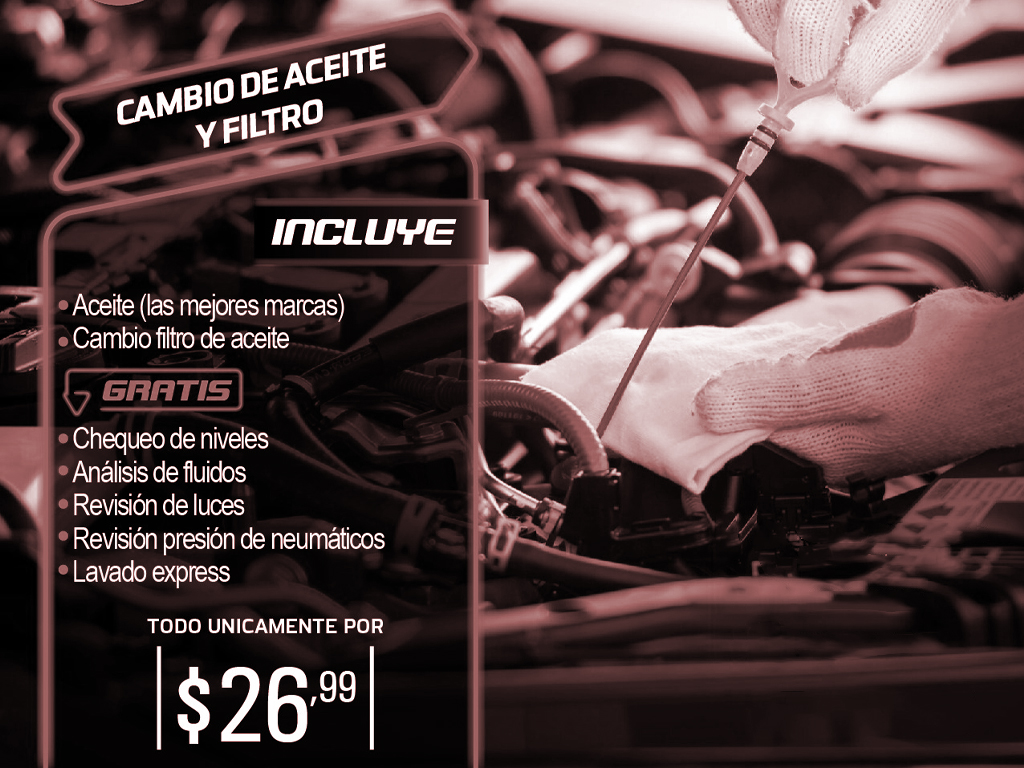 CAMBIO DE ACEITE
Y FILTRO
INCLUYE
Aceite (las mejores marcas)
Cambio filtro de aceite
GRATIS
Chequeo de niveles
Análisis de fluidos
Revisión de luces
Revisión presión de neumáticos
Lavado express
TODO UNICAMENTE POR
$26,99